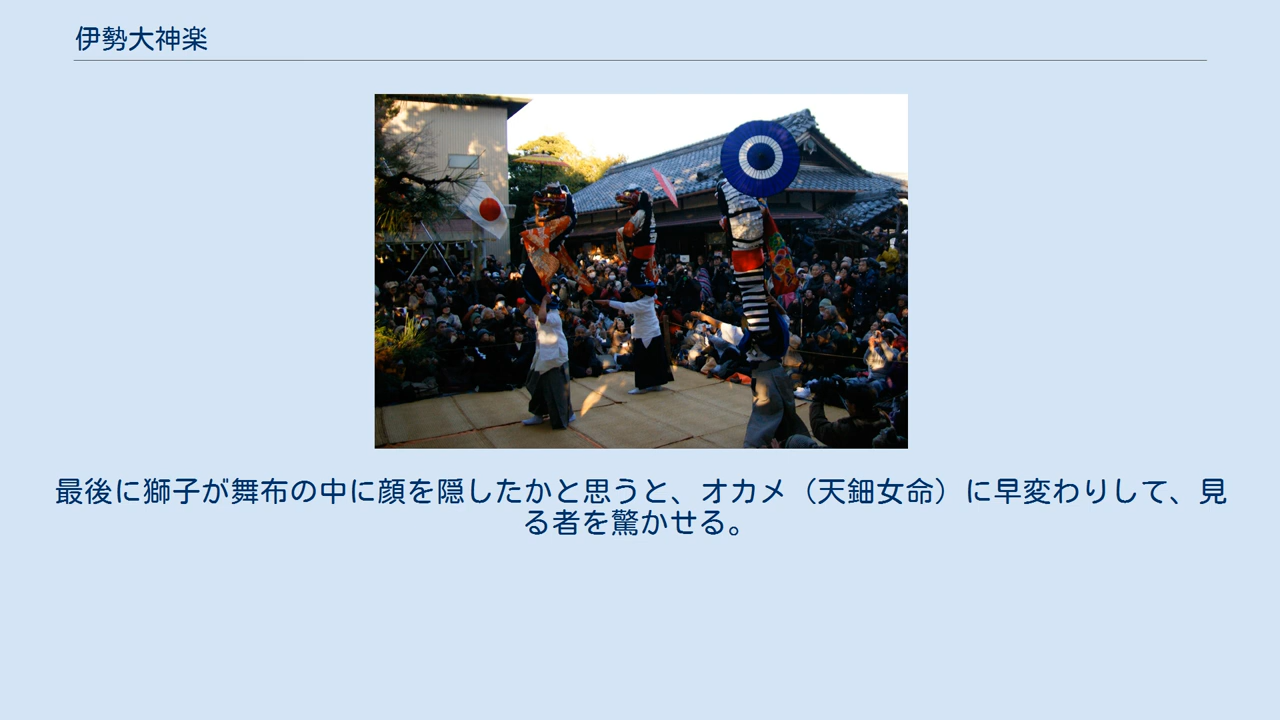 伊勢大神楽
最後に獅子が舞布の中に顔を隠したかと思うと、オカメ（天鈿女命）に早変わりして、見
る者を驚かせる。